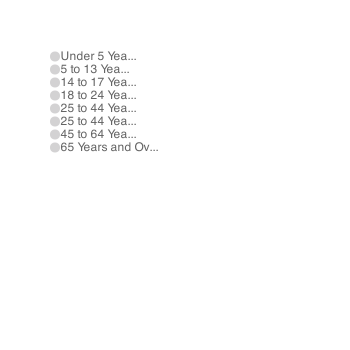 Under 5 Yea...
5 to 13 Yea...
14 to 17 Yea...
18 to 24 Yea...
25 to 44 Yea...
25 to 44 Yea...
45 to 64 Yea...
65 Years and Ov...